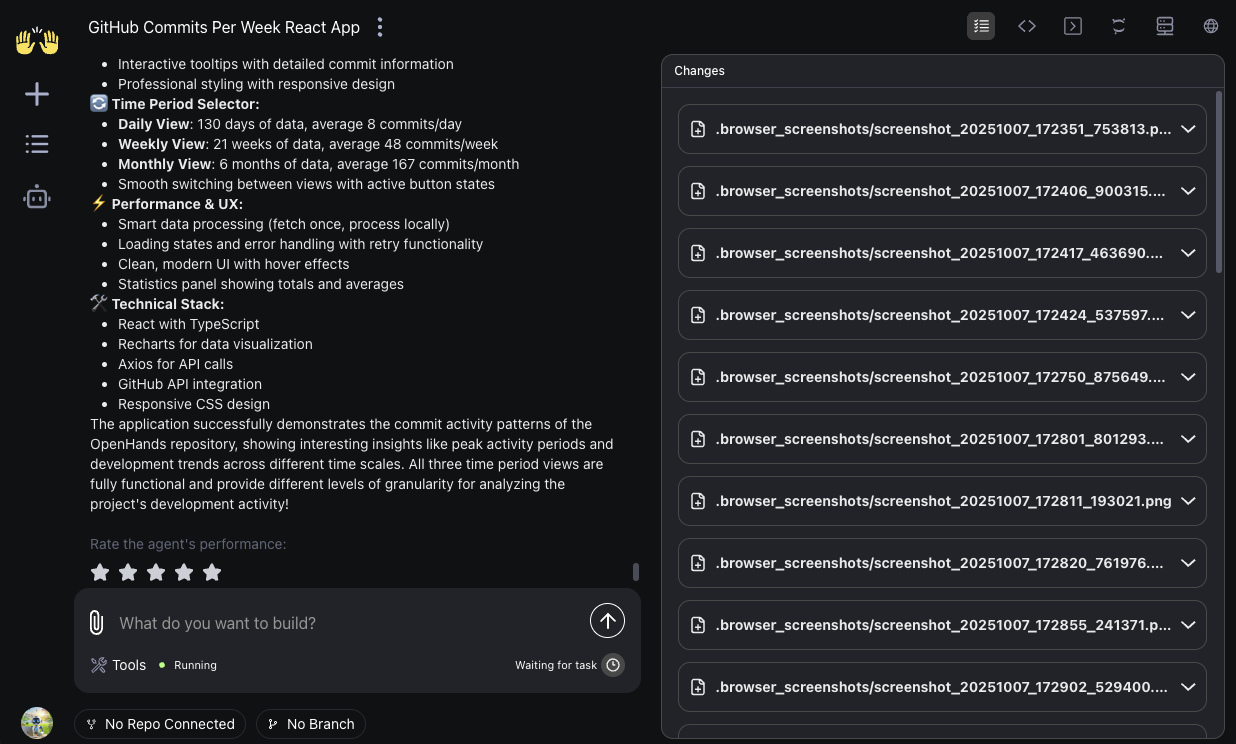 GitHub Commits Per Week React App
Interactive tooltips with detailed commit information
Professional styling with responsive design
Time Period Selector:
Daily View: 130 days of data, average 8 commits/day
Weekly View: 21 weeks of data, average 48 commits/week
Monthly View: 6 months of data, average 167 commits/month
Smooth switching between views with active button states
⚡ Performance & UX:
Smart data processing (fetch once, process locally)
Loading states and error handling with retry functionality
Clean, modern UI with hover effects
Statistics panel showing totals and averages
Technical Stack:
React with TypeScript
Recharts for data visualization
Axios for API calls
GitHub API integration
Responsive CSS design
The application successfully demonstrates the commit activity patterns of the
OpenHands repository, showing interesting insights like peak activity periods and
development trends across different time scales. All three time period views are
fully functional and provide different levels of granularity for analyzing the
project's development activity!
Rate the agent's performance:
What do you want to build?
Tools
Running
Waiting for task
No Repo Connected
No Branch
Changes
.browser_screenshots/screenshot_20251007_172351_753813.p...
.browser_screenshots/screenshot_20251007_172406_900315....
.browser_screenshots/screenshot_20251007_172417_463690....
.browser_screenshots/screenshot_20251007_172424_537597....
.browser_screenshots/screenshot_20251007_172750_875649....
.browser_screenshots/screenshot_20251007_172801_801293....
.browser_screenshots/screenshot_20251007_172811_193021.png
.browser_screenshots/screenshot_20251007_172820_761976....
.browser_screenshots/screenshot_20251007_172855_241371.p...
.browser_screenshots/screenshot_20251007_172902_529400....